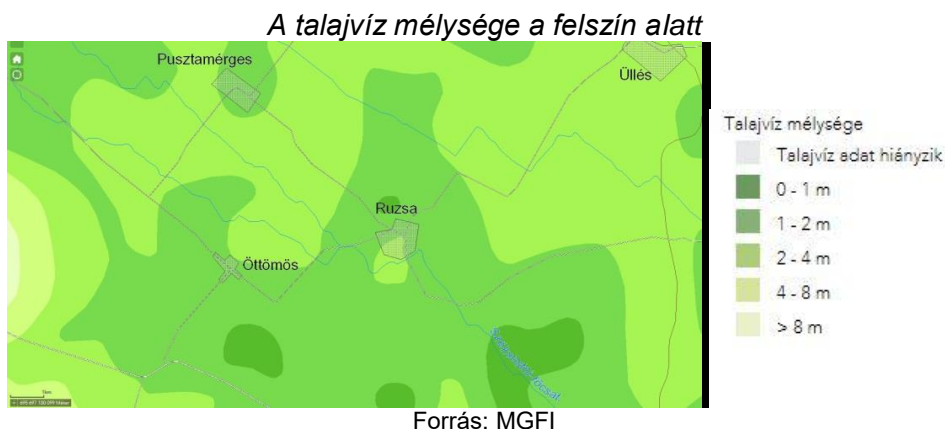 A talajvíz mélysége a felszín alatt
Pusztamérges
Üllés
Ruzsa
Öttömös
Talajvíz mélysége
Talajvíz adat hiányzik
0 - 1 m
1 - 2 m
2 - 4 m
4 - 8 m
> 8 m
Forrás: MGFI